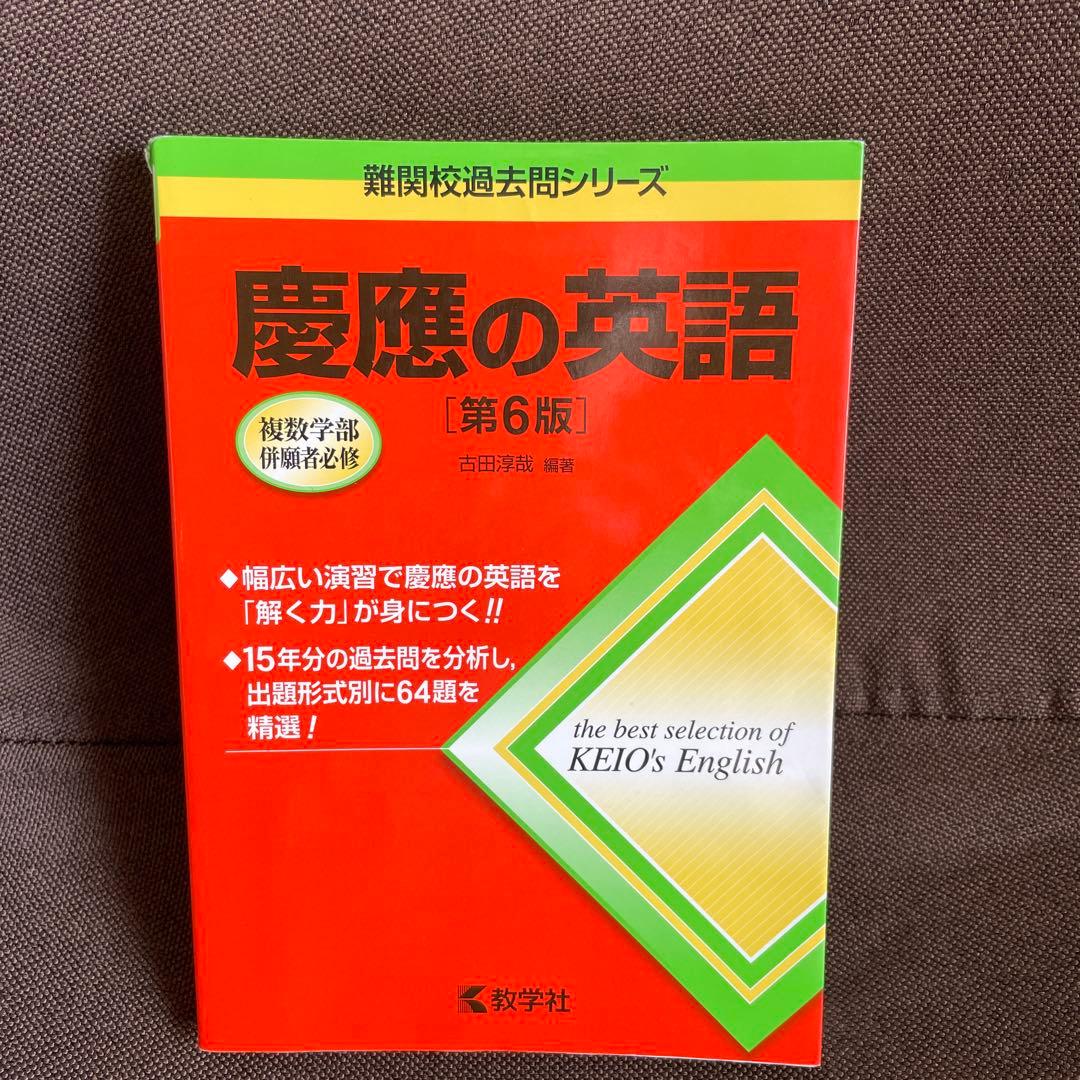 難関校過去問シリーズ
慶應の英語
[第6版]
複数学部
併願者必修
古田淳哉 編著
◆幅広い演習で慶應の英語を
「解く力」が身につく!!
◆15年分の過去問を分析し,
出題形式別に64題を
精選!
the best selection of
KEIO's English
教学社